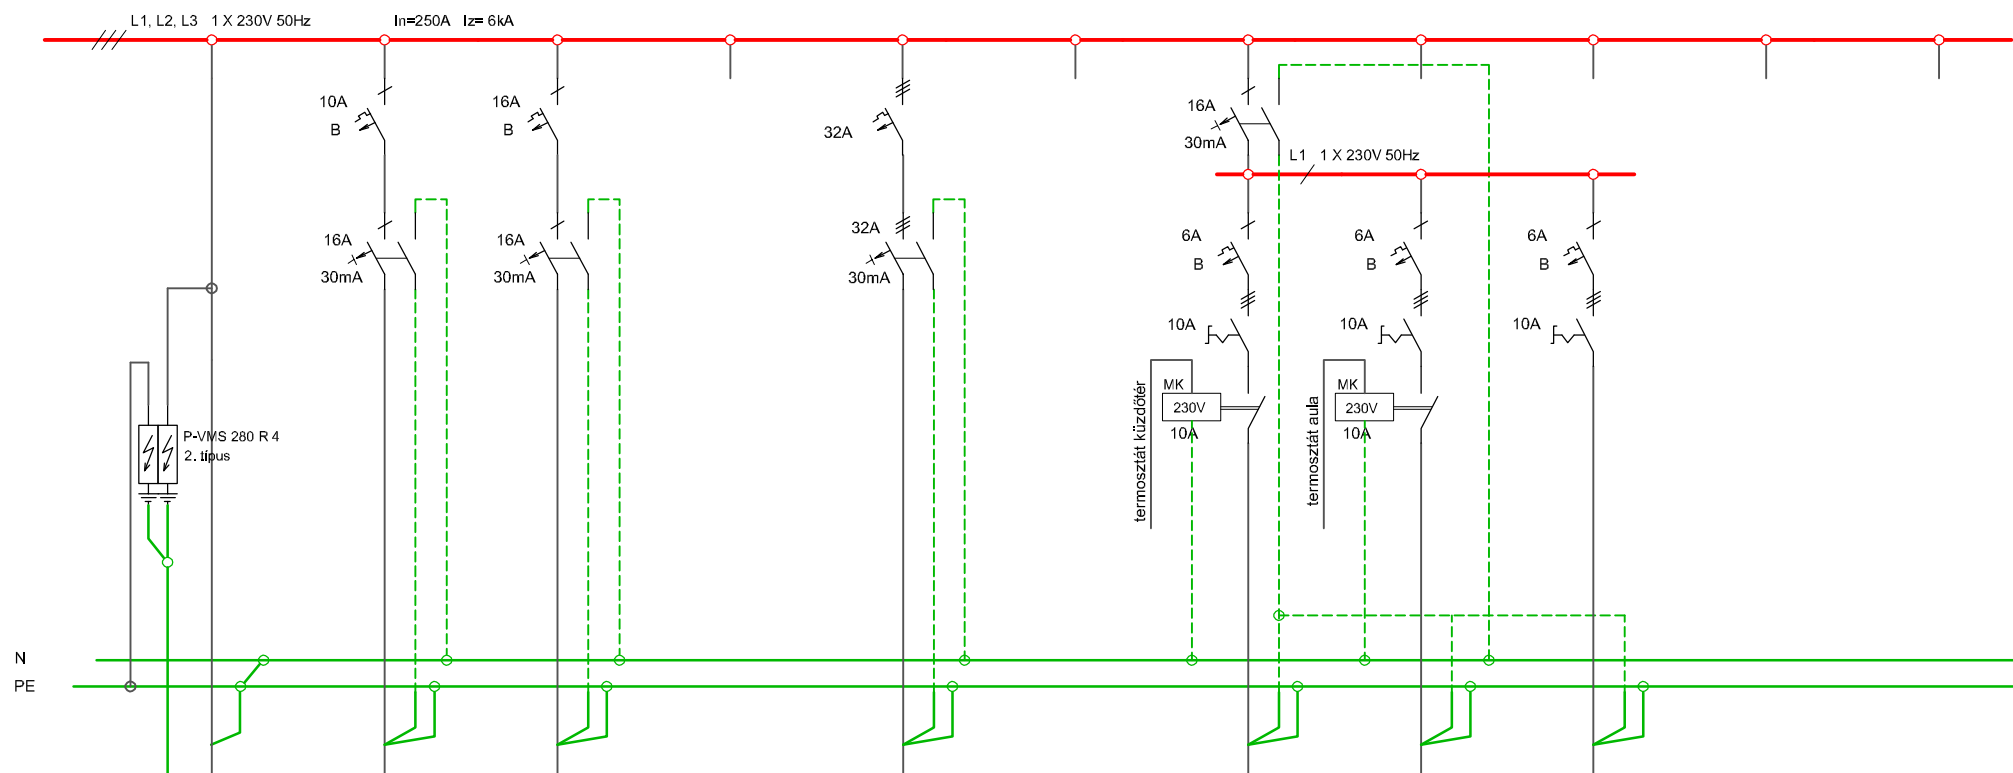 L1, L2, L3 1 X 230V 50Hz In=250A Iz= 6kA
10A
B
16A
B
32A
16A
30mA
L1 1 X 230V 50Hz
16A
30mA
16A
30mA
32A
30mA
6A
B
6A
B
6A
B
10A
10A
10A
termosztát küzdőtér
MK
230V
10A
termosztát aula
MK
230V
10A
P-VMS 280 R 4
2. típus
N
PE